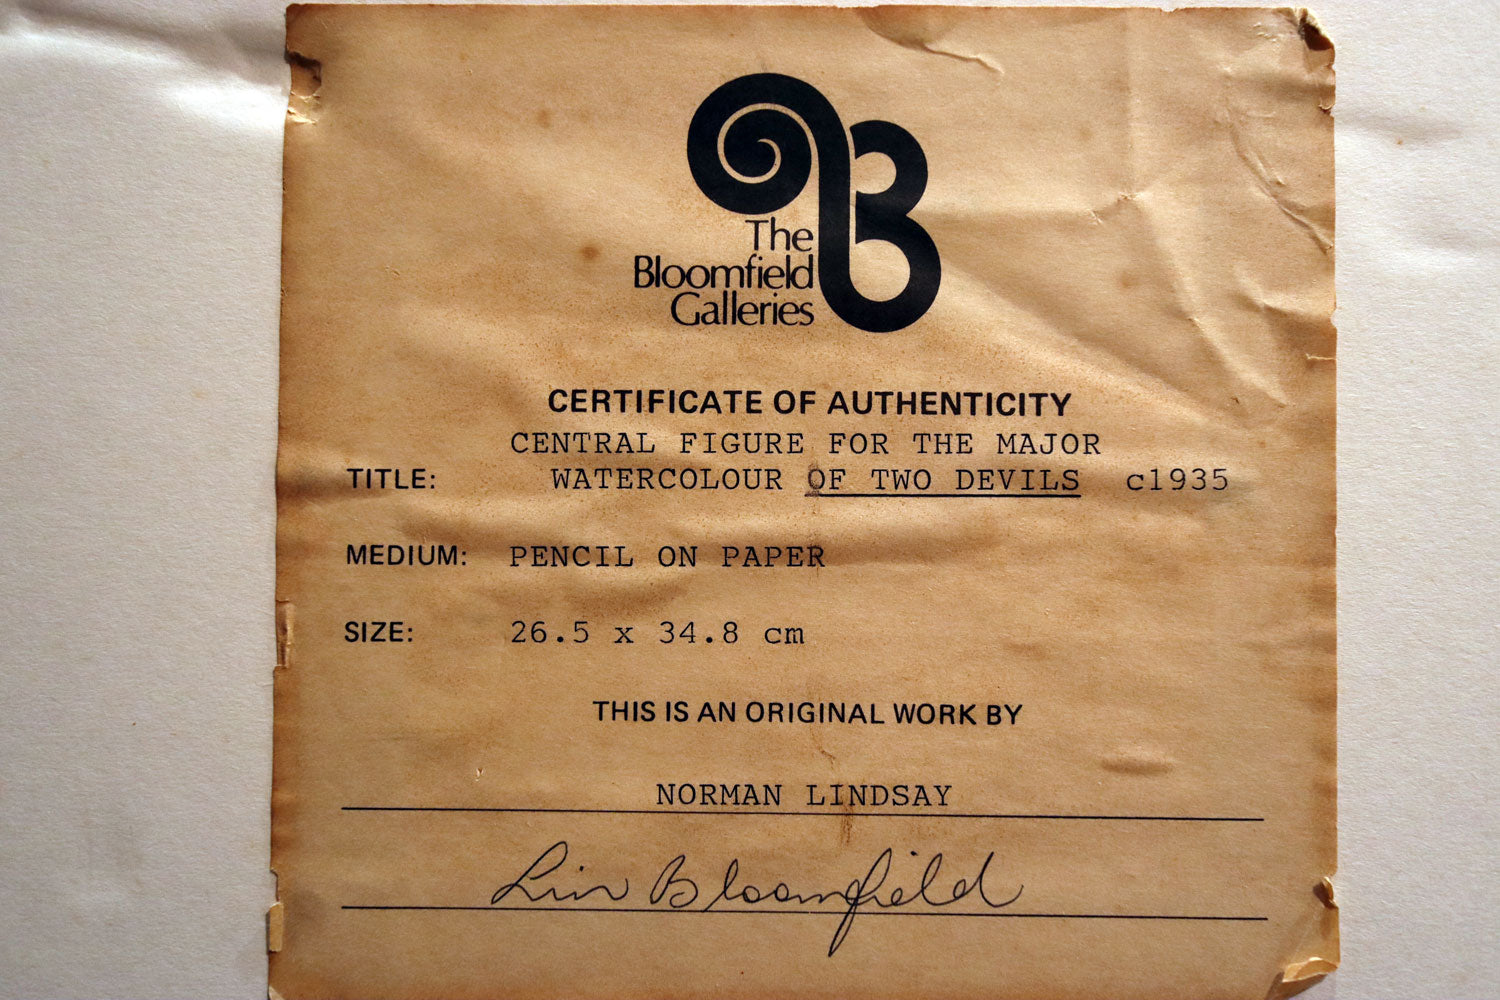 B
The
Bloomfield
Galleries
CERTIFICATE OF AUTHENTICITY
CENTRAL FIGURE FOR THE MAJOR
TITLE: WATERCOLOUR OF TWO DEVILS c1935
MEDIUM: PENCIL ON PAPER
SIZE: 26.5 x 34.8 cm
THIS IS AN ORIGINAL WORK BY
NORMAN LINDSAY
Lin Bloomfield